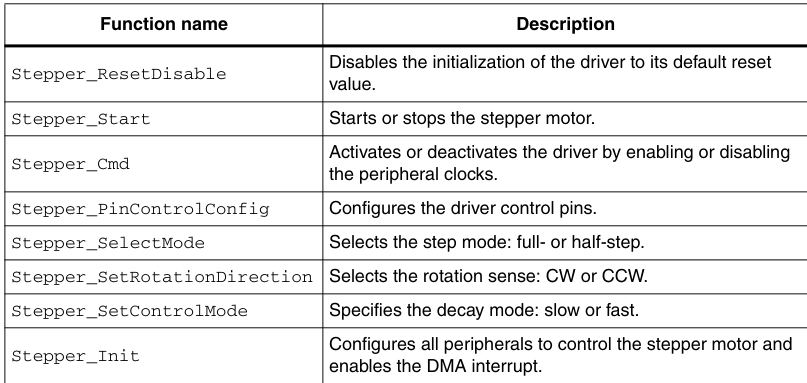 Function name Description
Stepper_ResetDisable Disables the initialization of the driver to its default reset
value.
Stepper_Start Starts or stops the stepper motor.
Stepper_Cmd Activates or deactivates the driver by enabling or disabling
the peripheral clocks.
Stepper_PinControlConfig Configures the driver control pins.
Stepper_SelectMode Selects the step mode: full- or half-step.
Stepper_SetRotationDirection Selects the rotation sense: CW or CCW.
Stepper_SetControlMode Specifies the decay mode: slow or fast.
Stepper_Init Configures all peripherals to control the stepper motor and
enables the DMA interrupt.